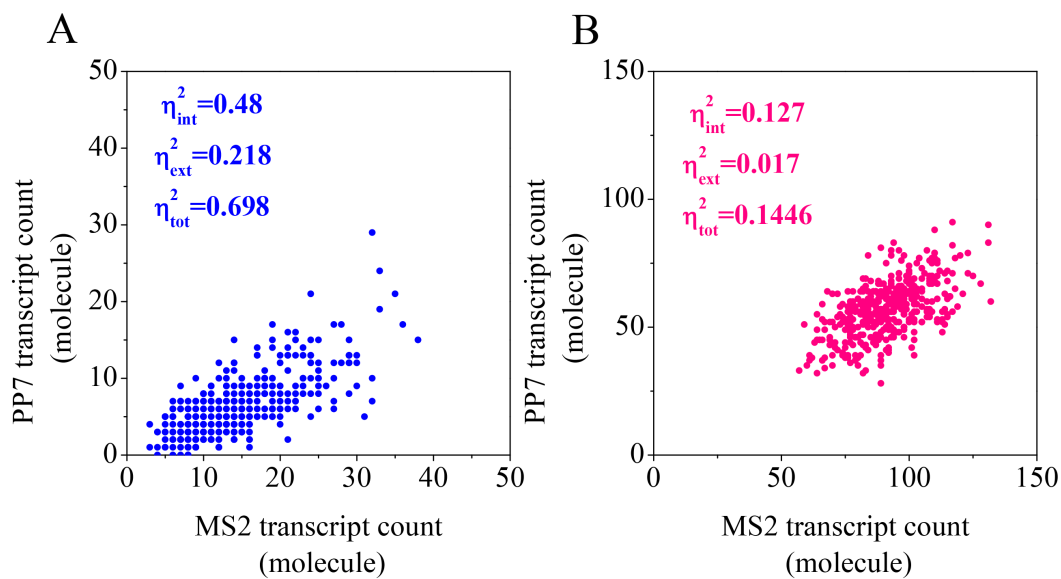 A
50
40
30
20
10
0
0 10 20 30 40 50
PP7 transcript count
(molecule)
MS2 transcript count
(molecule)
η²int=0.48
η²ext=0.218
η²tot=0.698
B
150
100
50
0
0 50 100 150
PP7 transcript count
(molecule)
MS2 transcript count
(molecule)
η²int=0.127
η²ext=0.017
η²tot=0.1446